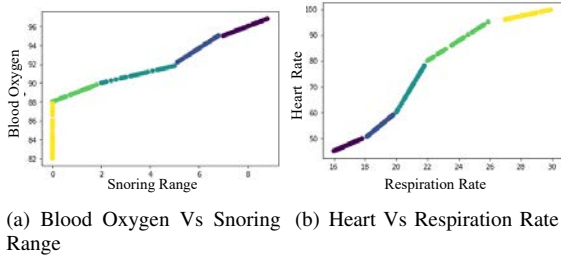 96
94
92
90
88
86
84
82
Blood Oxygen
0 2 4 6 8
Snoring Range
100
90
80
70
60
50
Heart Rate
16 18 20 22 24 26 28 30
Respiration Rate
(a) Blood Oxygen Vs Snoring Range
(b) Heart Vs Respiration Rate